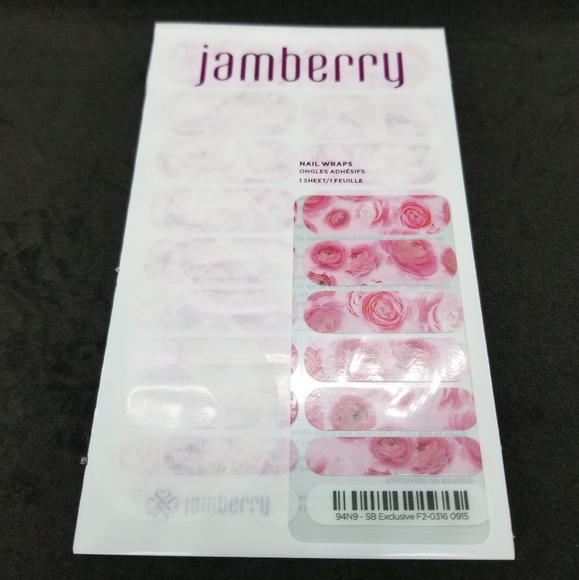 jamberry
NAIL WRAPS
ONGLES ADHÉSIFS
1 SHEET/1 FEUILLE
jamberry
94N9 - SB Exclusive F2-0316 0915